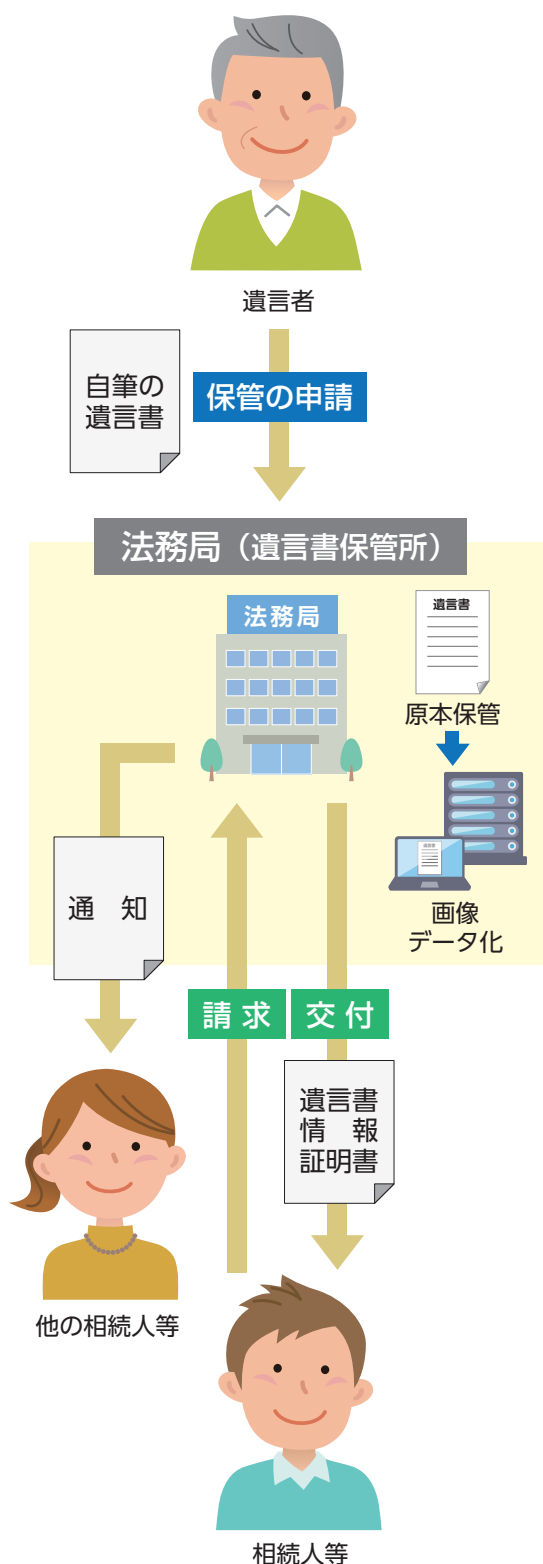 遺言者
自筆の
遺言書
保管の申請
法務局（遺言書保管所）
法務局
遺言書
原本保管
画像
データ化
通 知
請 求
交 付
遺言書
情 報
証明書
他の相続人等
相続人等